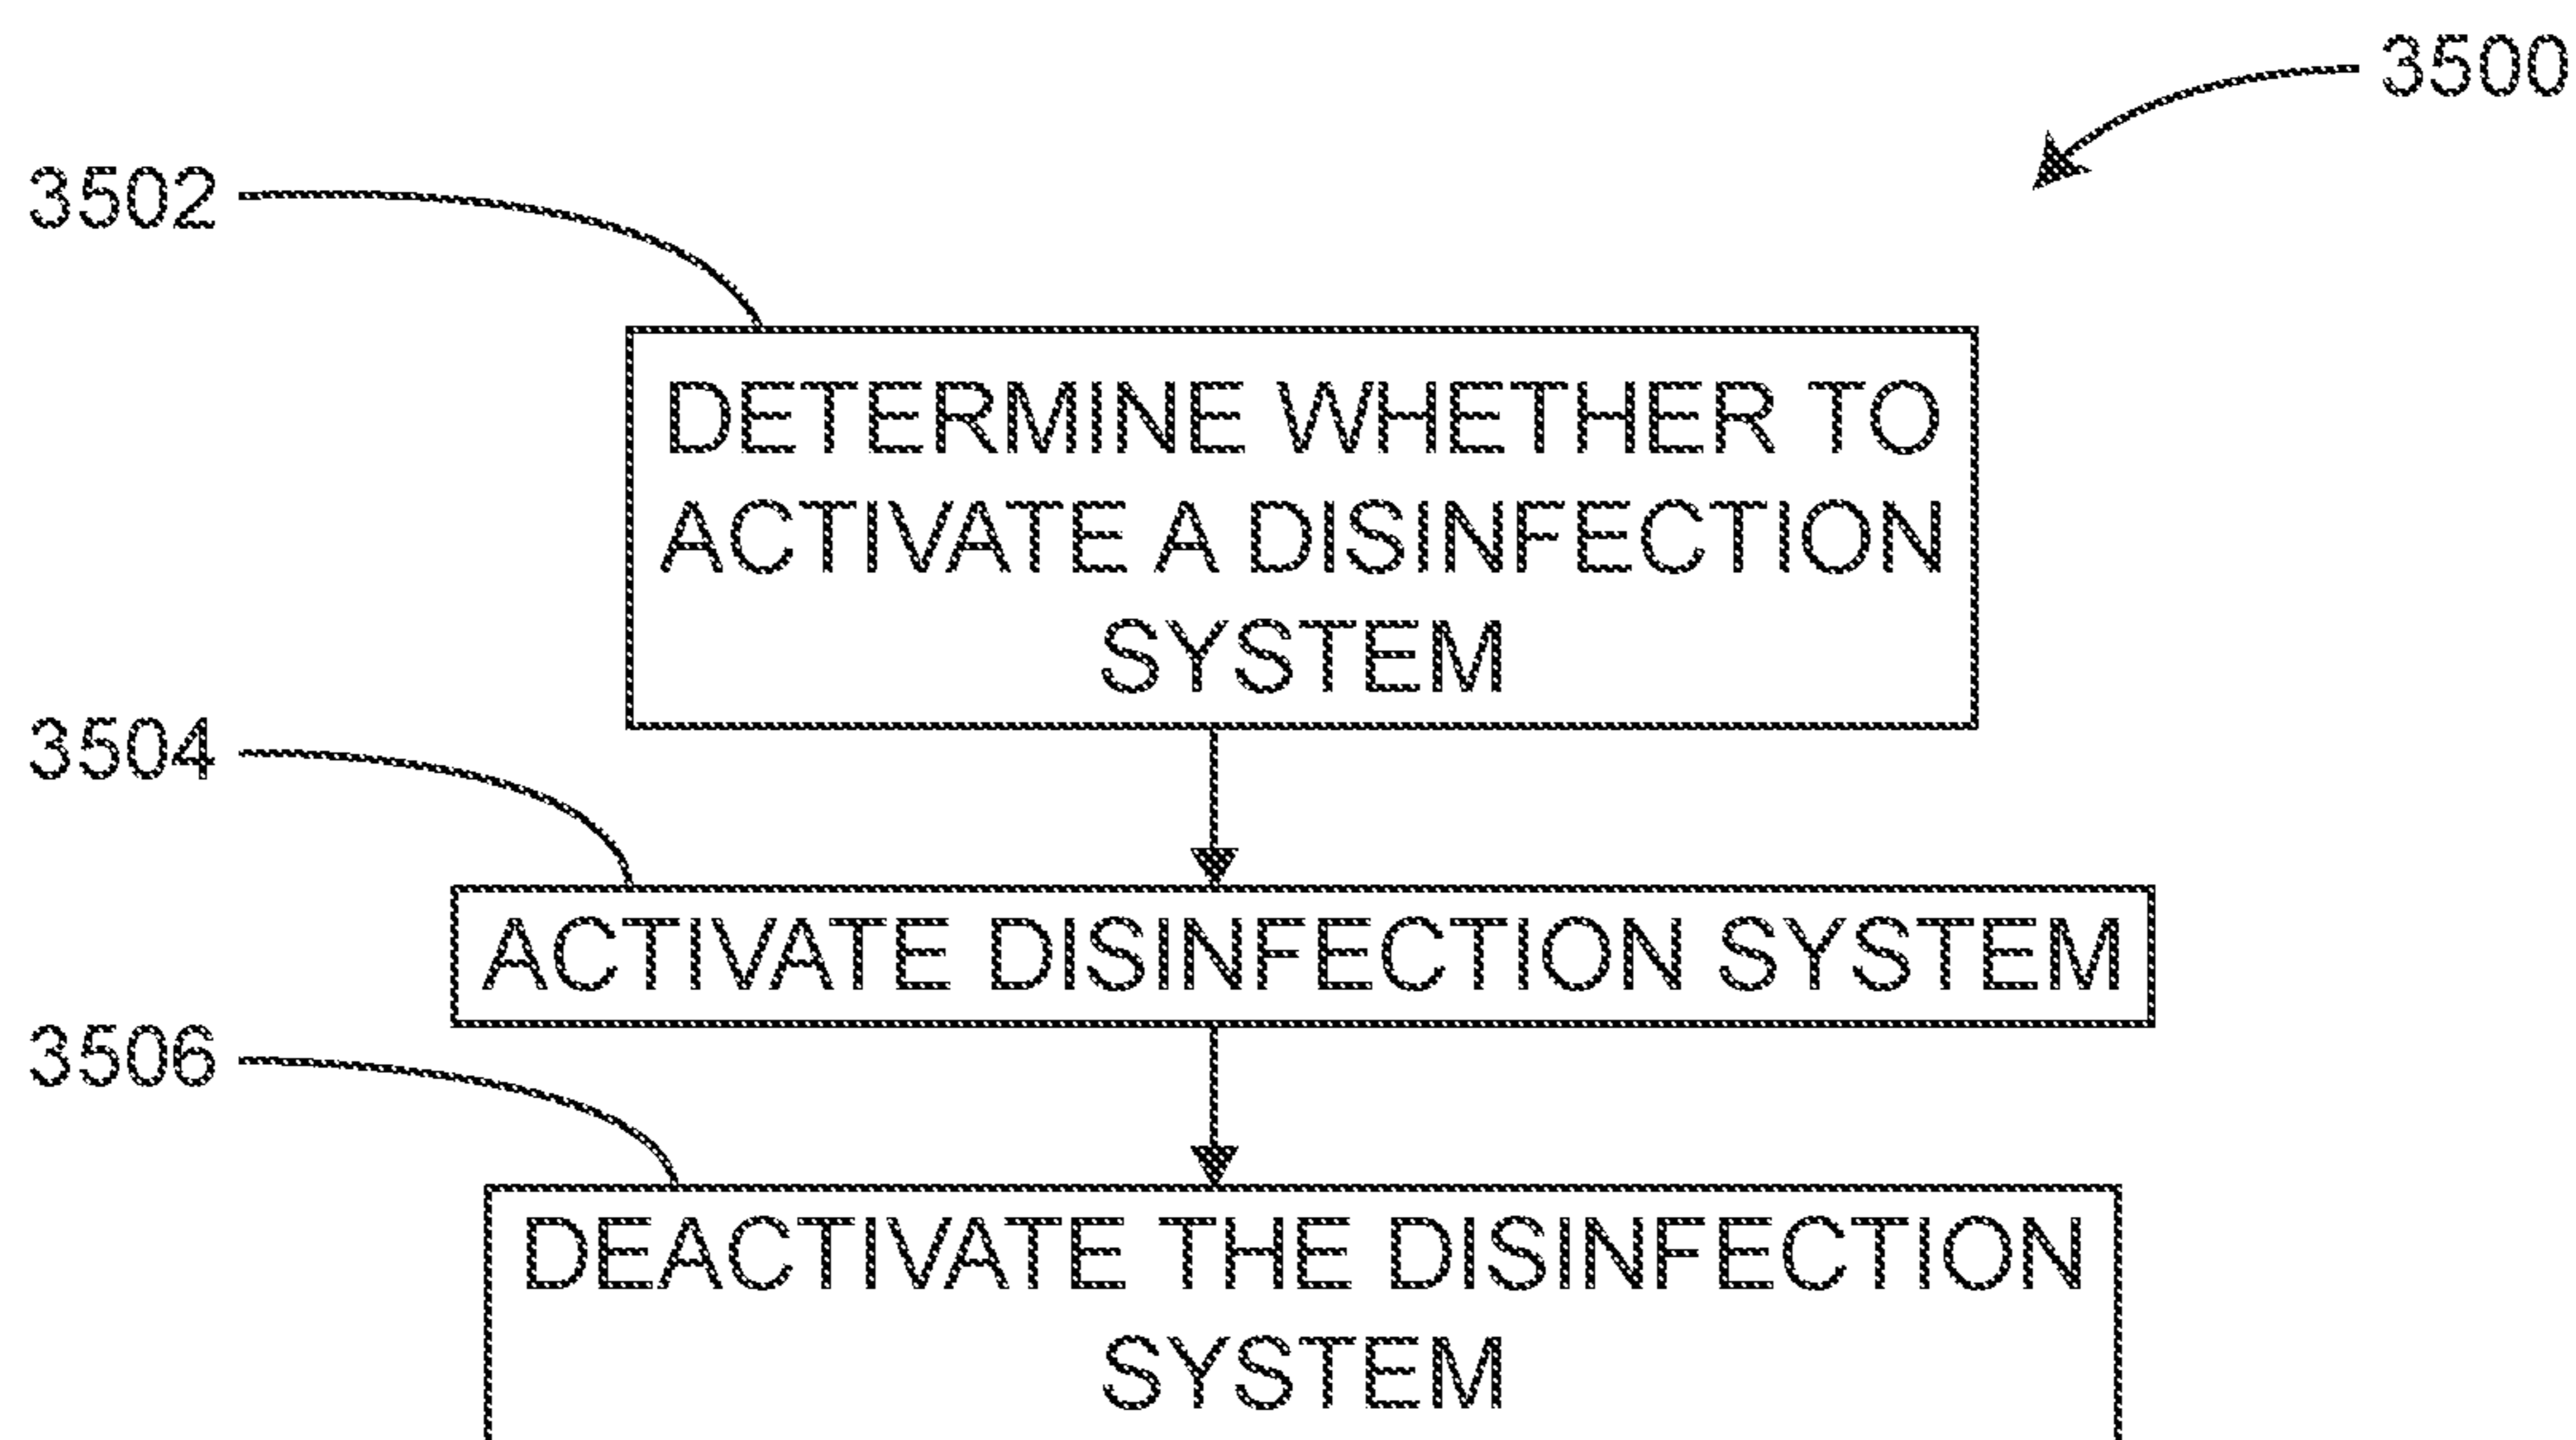 3500
3502
DETERMINE WHETHER TO
ACTIVATE A DISINFECTION
SYSTEM
3504
ACTIVATE DISINFECTION SYSTEM
3506
DEACTIVATE THE DISINFECTION
SYSTEM